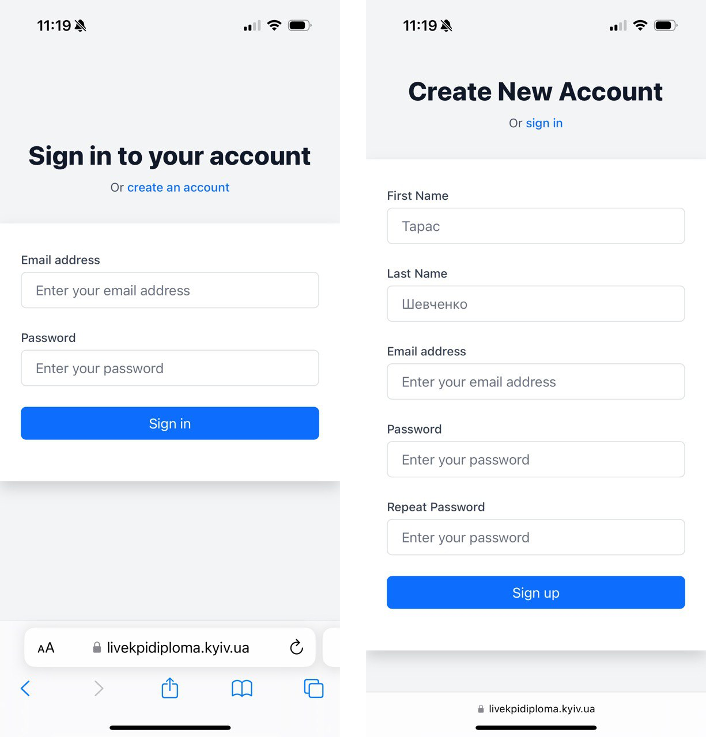 11:19
Sign in to your account
Or create an account
Email address
Enter your email address
Password
Enter your password
Sign in
AA
livekpidiploma.kyiv.ua
11:19
Create New Account
Or sign in
First Name
Тарас
Last Name
Шевченко
Email address
Enter your email address
Password
Enter your password
Repeat Password
Enter your password
Sign up
livekpidiploma.kyiv.ua